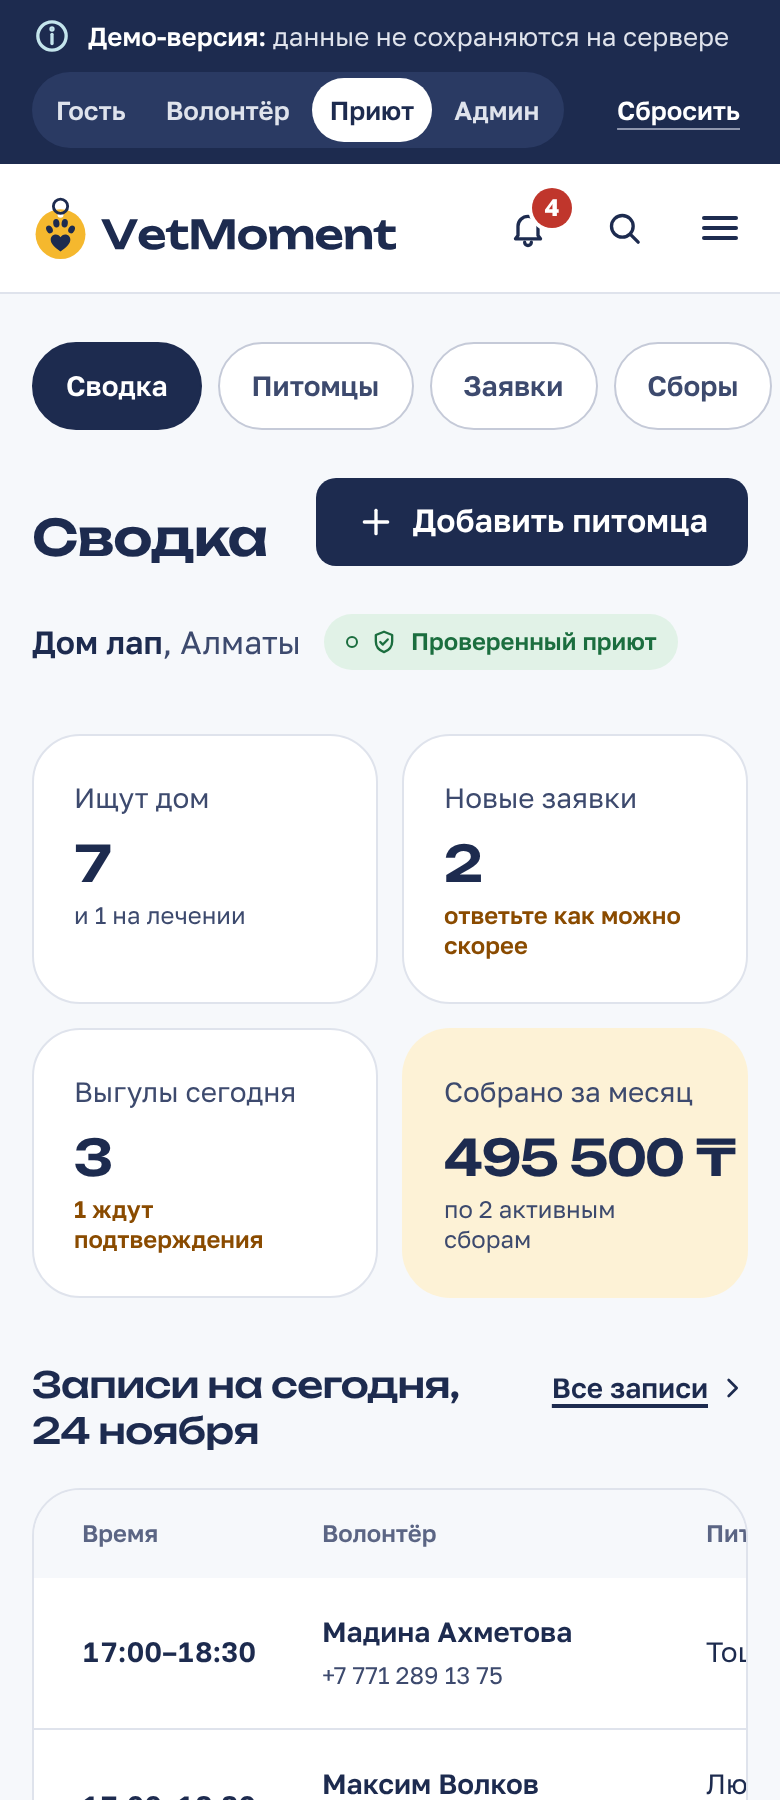 Демо-версия: данные не сохраняются на сервере
Гость Волонтёр Приют Админ Сбросить
VetMoment 4
Сводка Питомцы Заявки Сборы
Сводка + Добавить питомца
Дом лап, Алматы Проверенный приют
Ищут дом
7
и 1 на лечении
Новые заявки
2
ответьте как можно
скорее
Выгулы сегодня
3
1 ждут
подтверждения
Собрано за месяц
495 500 ₸
по 2 активным
сборам
Записи на сегодня,
24 ноября
Все записи
Время Волонтёр
17:00–18:30
Мадина Ахметова
+7 771 289 13 75
Максим Волков